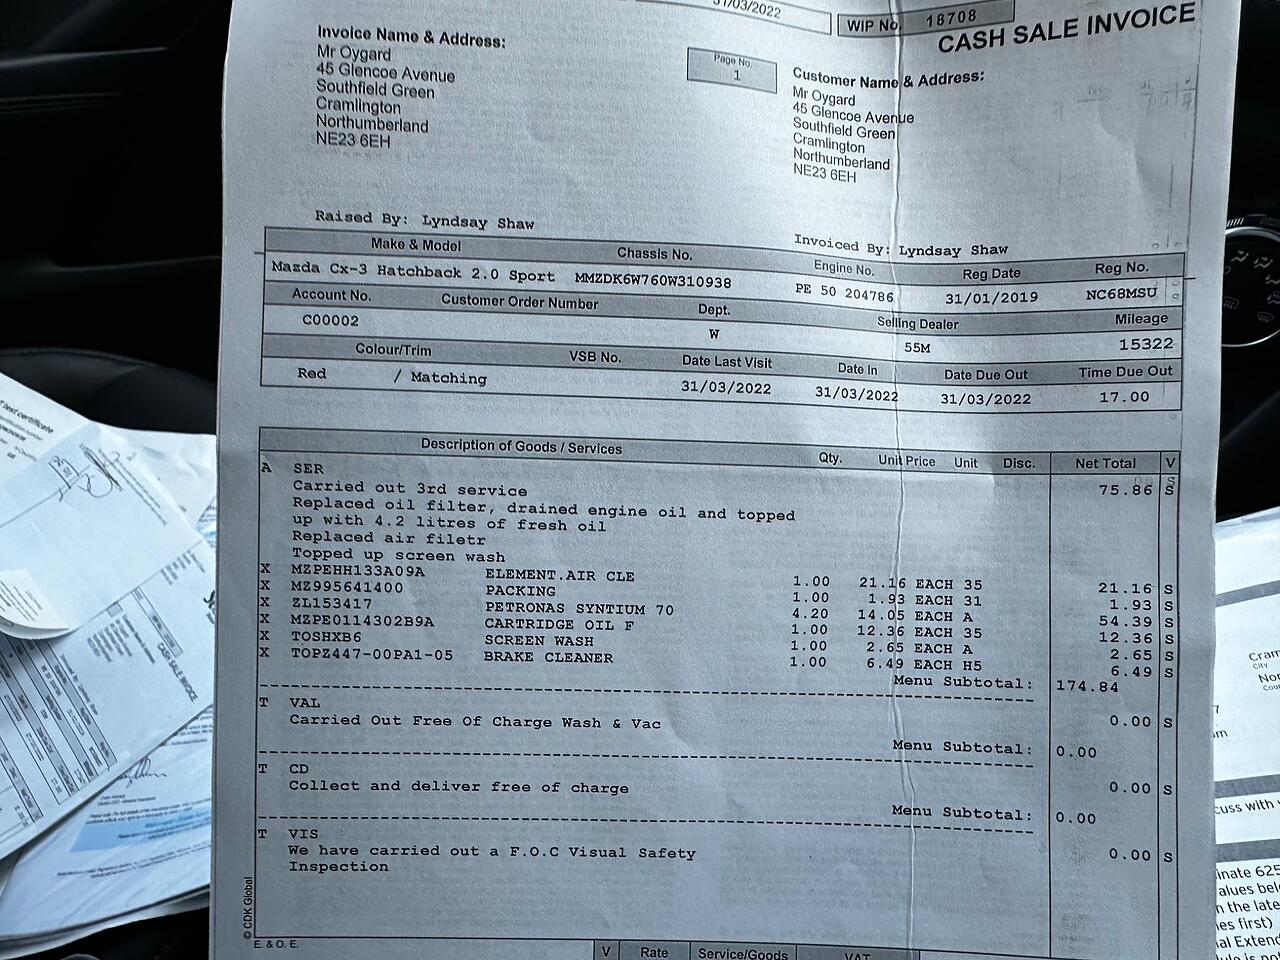 31/03/2022
WIP No. 18708
CASH SALE INVOICE
Invoice Name & Address:
Mr Oygard
45 Glencoe Avenue
Southfield Green
Cramlington
Northumberland
NE23 6EH
Page No.
1
Customer Name & Address:
Mr Oygard
45 Glencoe Avenue
Southfield Green
Cramlington
Northumberland
NE23 6EH
Raised By: Lyndsay Shaw
Invoiced By: Lyndsay Shaw
Make & Model Chassis No. Engine No. Reg Date Reg No.
Mazda Cx-3 Hatchback 2.0 Sport MMZDK6W760W310938 PE 50 204786 31/01/2019 NC68MSU
Account No. Customer Order Number Dept. Selling Dealer Mileage
C00002 W 55M 15322
Colour/Trim VSB No. Date Last Visit Date In Date Due Out Time Due Out
Red / Matching 31/03/2022 31/03/2022 31/03/2022 17.00
Description of Goods / Services Qty. Unit Price Unit Disc. Net Total V
A SER
Carried out 3rd service 75.86 S
Replaced oil filter, drained engine oil and topped
up with 4.2 litres of fresh oil
Replaced air filetr
Topped up screen wash
X MZPEHH133A09A ELEMENT.AIR CLE 1.00 21.16 EACH 35 21.16 S
X MZ995641400 PACKING 1.00 1.93 EACH 31 1.93 S
X ZL153417 PETRONAS SYNTIUM 70 4.20 14.05 EACH A 54.39 S
X MZPE0114302B9A CARTRIDGE OIL F 1.00 12.36 EACH 35 12.36 S
X TOSHXB6 SCREEN WASH 1.00 2.65 EACH A 2.65 S
X TOPZ447-00PA1-05 BRAKE CLEANER 1.00 6.49 EACH H5 6.49 S
Menu Subtotal: 174.84
T VAL
Carried Out Free Of Charge Wash & Vac 0.00 S
Menu Subtotal: 0.00
T CD
Collect and deliver free of charge 0.00 S
Menu Subtotal: 0.00
T VIS
We have carried out a F.O.C Visual Safety 0.00 S
Inspection
© CDK Global
E. & O. E.
V Rate Service/Goods VAT
test certificate
CASH SALE INVOICE
City
cuss with